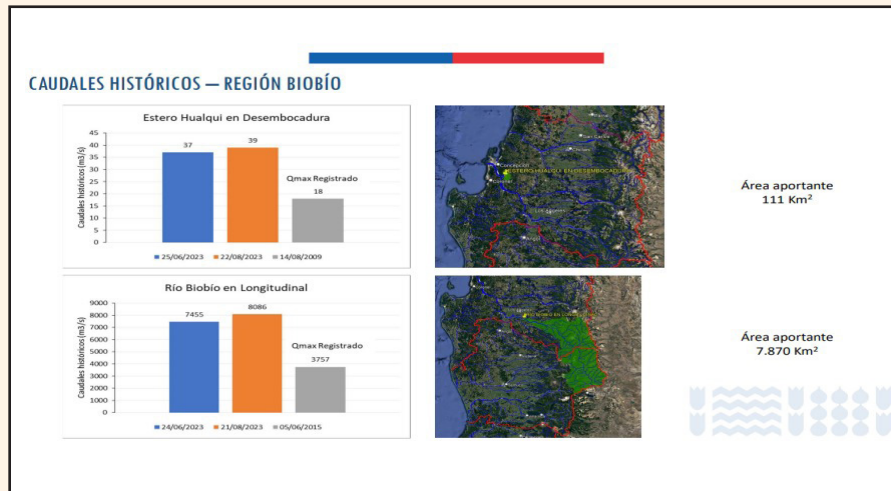 CAUDALES HISTÓRICOS – REGIÓN BIOBÍO
Estero Hualqui en Desembocadura
Caudales históricos (m3/s)
45
40
35
30
25
20
15
10
5
0
37
39
Qmax Registrado
18
25/06/2023 22/08/2023 14/08/2009
Concepción
ESTERO HUALQUI EN DESEMBOCADURA
Área aportante
111 Km²
Río Biobío en Longitudinal
Caudales históricos (m3/s)
9000
8000
7000
6000
5000
4000
3000
2000
1000
0
7455
8086
Qmax Registrado
3757
24/06/2023 21/08/2023 05/06/2015
Área aportante
7.870 Km²